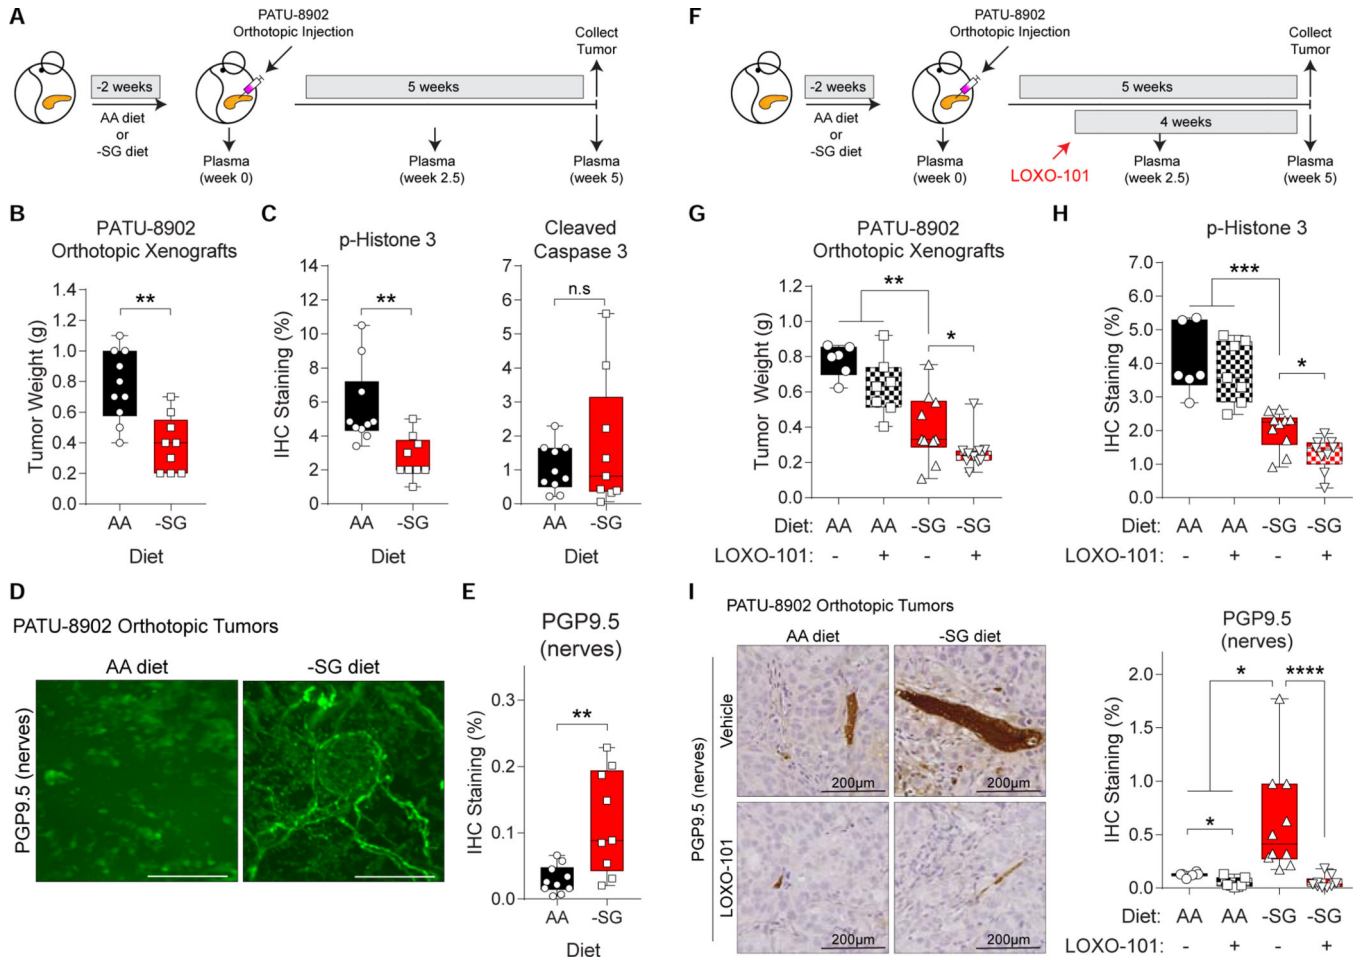 A
PATU-8902
Orthotopic Injection
Collect
Tumor
-2 weeks
5 weeks
AA diet
or
-SG diet
Plasma
(week 0)
Plasma
(week 2.5)
Plasma
(week 5)
F
PATU-8902
Orthotopic Injection
Collect
Tumor
-2 weeks
5 weeks
4 weeks
AA diet
or
-SG diet
LOXO-101
Plasma
(week 0)
Plasma
(week 2.5)
Plasma
(week 5)
B
PATU-8902
Orthotopic Xenografts
Tumor Weight (g)
1.4
1.2
1.0
0.8
0.6
0.4
0.2
0.0
**
AA
-SG
Diet
C
p-Histone 3
IHC Staining (%)
14
12
10
8
6
4
2
0
**
AA
-SG
Diet
Cleaved
Caspase 3
7
6
5
4
3
2
1
0
n.s
AA
-SG
Diet
G
PATU-8902
Orthotopic Xenografts
Tumor Weight (g)
1.0
0.8
0.6
0.4
0.2
0.0
**
*
Diet: AA AA -SG -SG
LOXO-101: - + - +
H
p-Histone 3
IHC Staining (%)
7.0
6.0
5.0
4.0
3.0
2.0
1.0
0.0
***
*
Diet: AA AA -SG -SG
LOXO-101: - + - +
D
PATU-8902 Orthotopic Tumors
AA diet
-SG diet
PGP9.5 (nerves)
E
PGP9.5
(nerves)
IHC Staining (%)
0.3
0.2
0.1
0.0
**
AA
-SG
Diet
I
PATU-8902 Orthotopic Tumors
AA diet
-SG diet
PGP9.5 (nerves)
Vehicle
LOXO-101
200μm
200μm
200μm
200μm
PGP9.5
(nerves)
IHC Staining (%)
2.0
1.5
1.0
0.5
0.0
*
****
*
Diet: AA AA -SG -SG
LOXO-101: - + - +